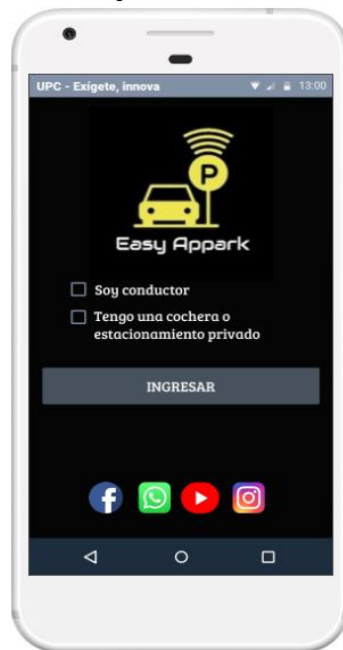 UPC - Exígete, innova 13:00
P
Easy Appark
Soy conductor
Tengo una cochera o
estacionamiento privado
INGRESAR